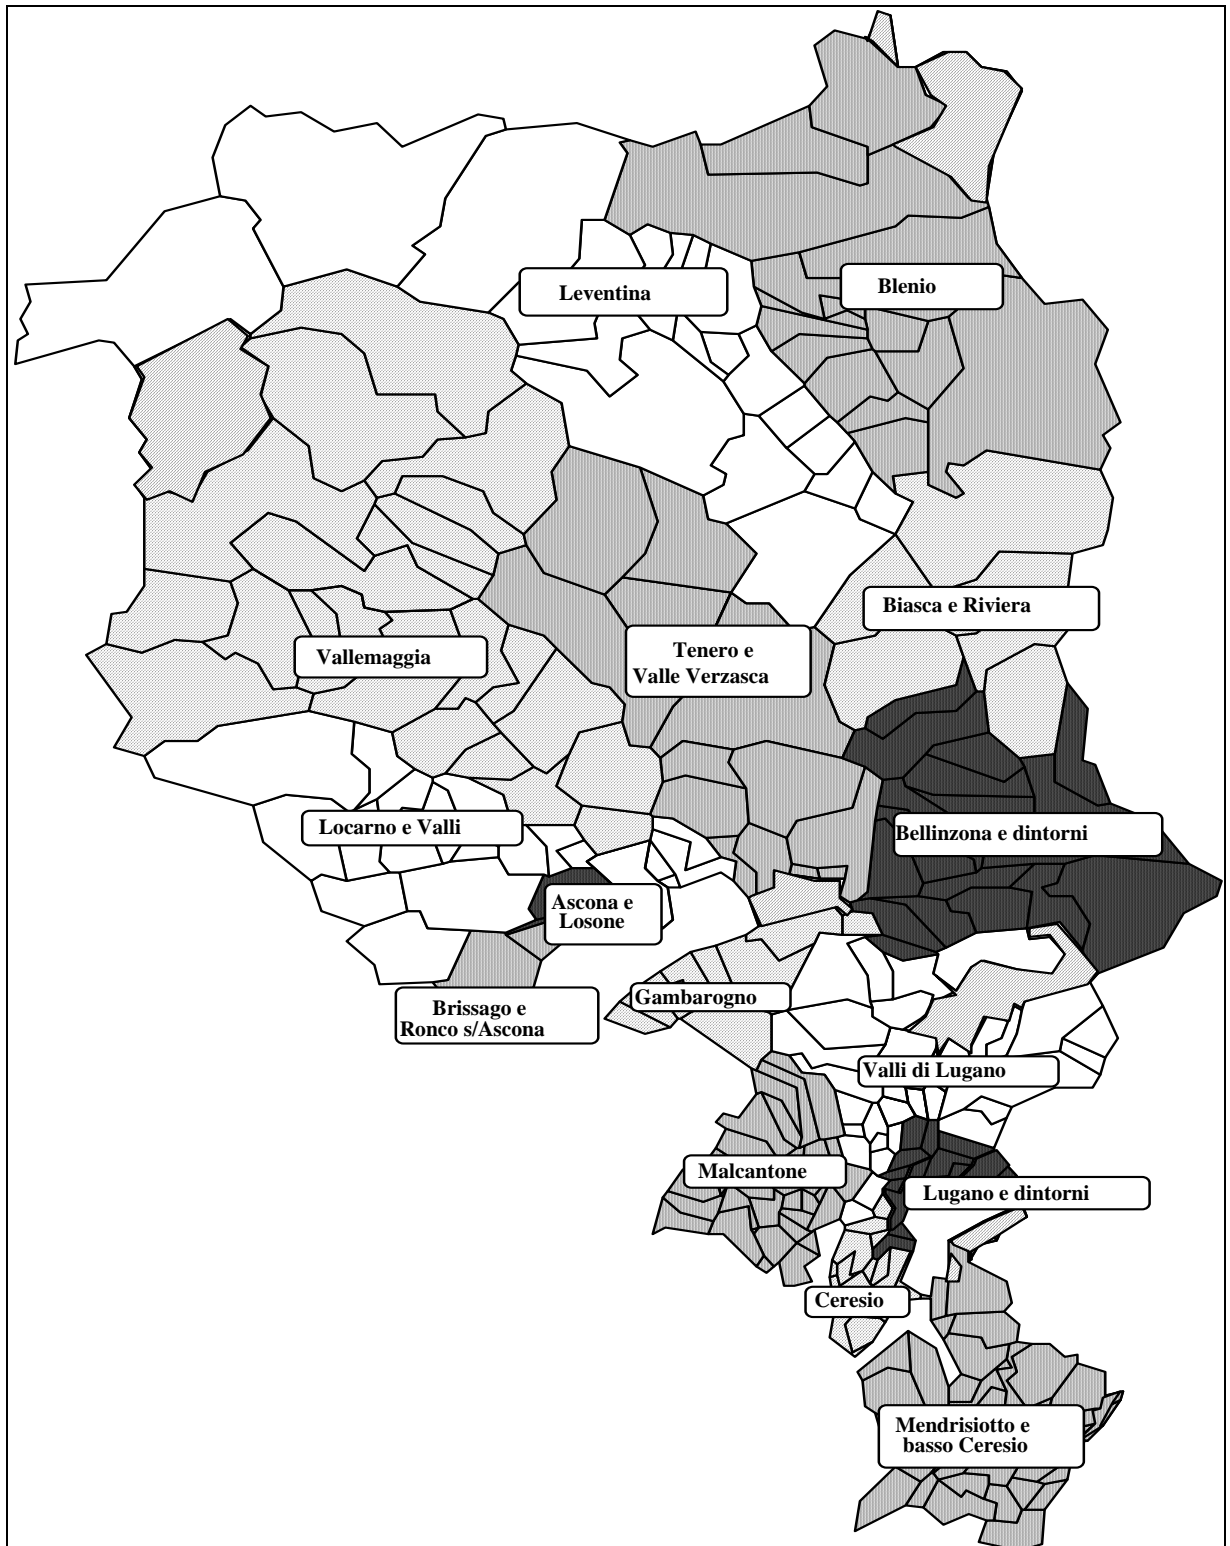 Leventina
Blenio
Biasca e Riviera
Vallemaggia
Tenero e
Valle Verzasca
Locarno e Valli
Bellinzona e dintorni
Ascona e
Losone
Gambarogno
Brissago e
Ronco s/Ascona
Valli di Lugano
Malcantone
Lugano e dintorni
Ceresio
Mendrisiotto e
basso Ceresio